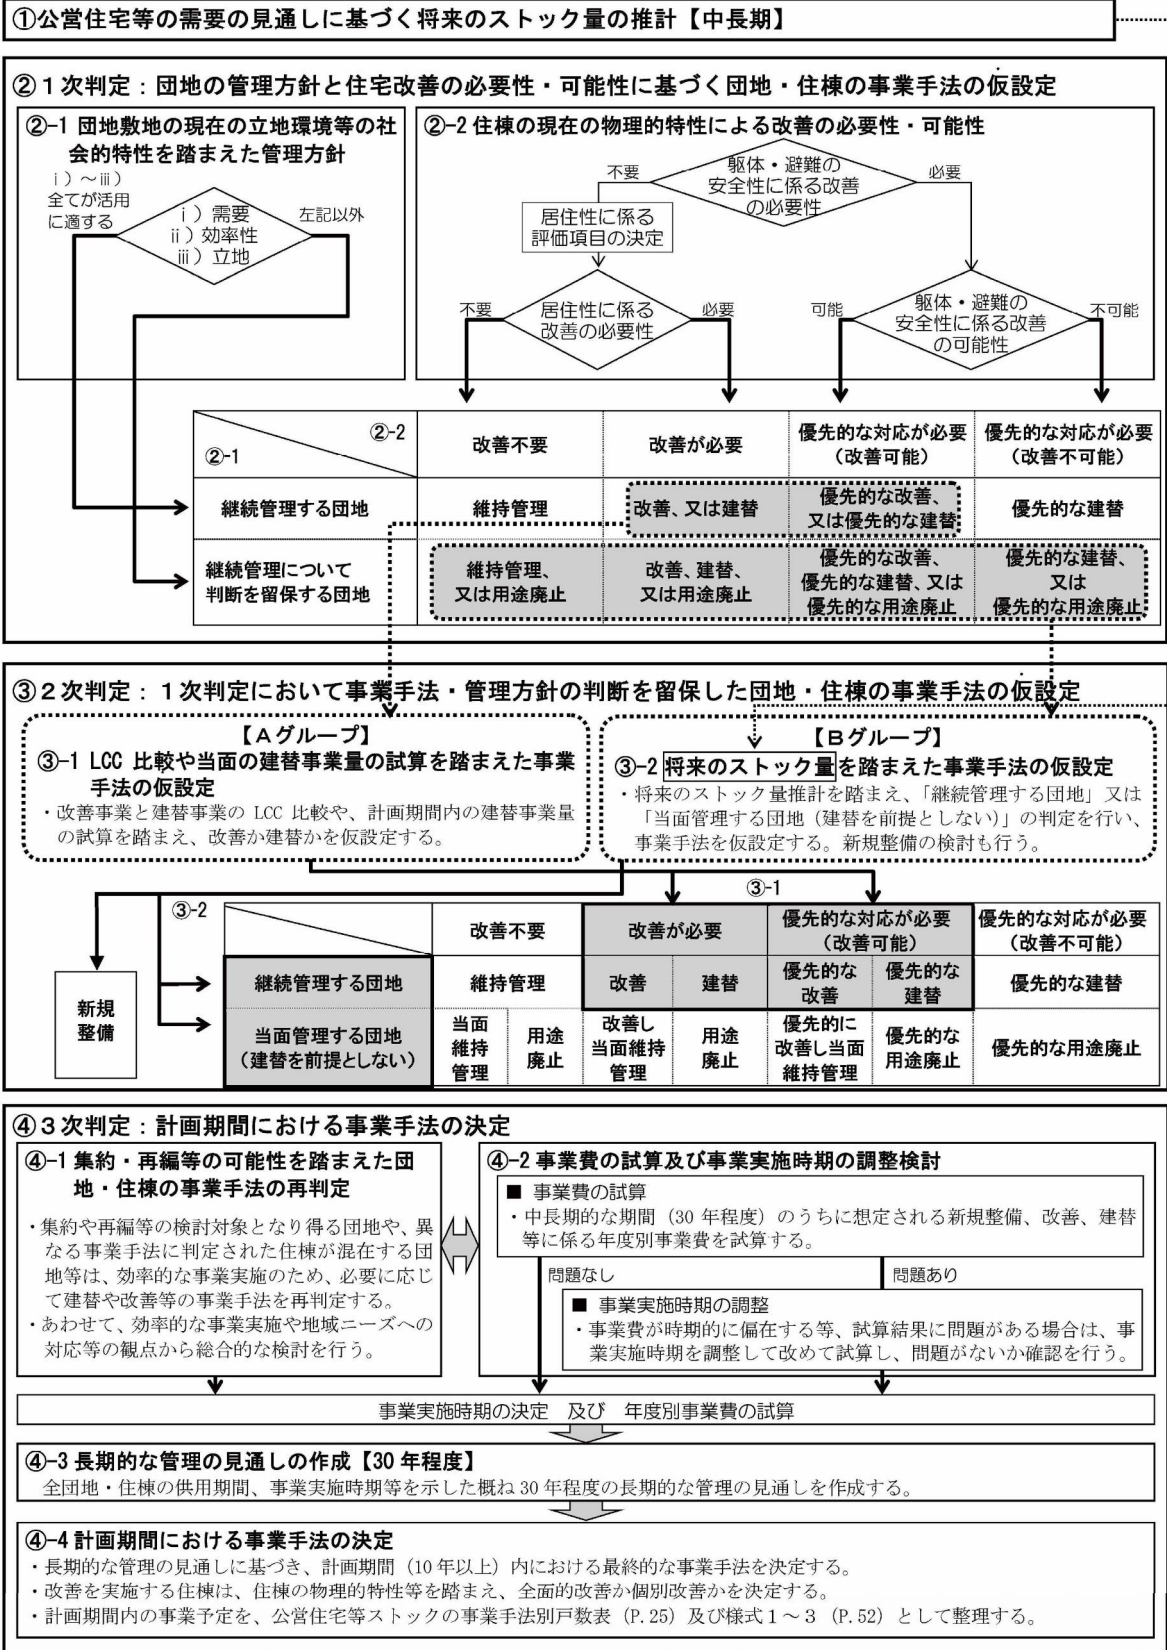 ①公営住宅等の需要の見通しに基づく将来のストック量の推計【中長期】
②１次判定：団地の管理方針と住宅改善の必要性・可能性に基づく団地・住棟の事業手法の仮設定
②-1 団地敷地の現在の立地環境等の社
会的特性を踏まえた管理方針
ⅰ）～ⅲ）
全てが活用
に適する
ⅰ）需要
ⅱ）効率性
ⅲ）立地
左記以外
②-2 住棟の現在の物理的特性による改善の必要性・可能性
不要
躯体・避難の
安全性に係る改善
の必要性
必要
居住性に係る
評価項目の決定
不要
居住性に係る
改善の必要性
必要
可能
躯体・避難の
安全性に係る改善
の可能性
不可能
②-2
②-1
改善不要
改善が必要
優先的な対応が必要
（改善可能）
優先的な対応が必要
（改善不可能）
継続管理する団地
維持管理
改善、又は建替
優先的な改善、
又は優先的な建替
優先的な建替
継続管理について
判断を留保する団地
維持管理、
又は用途廃止
改善、建替、
又は用途廃止
優先的な改善、
優先的な建替、又は
優先的な用途廃止
優先的な建替、
又は
優先的な用途廃止
③２次判定：１次判定において事業手法・管理方針の判断を留保した団地・住棟の事業手法の仮設定
【Ａグループ】
③-1 LCC 比較や当面の建替事業量の試算を踏まえた事業
手法の仮設定
・改善事業と建替事業の LCC 比較や、計画期間内の建替事業量
の試算を踏まえ、改善か建替かを仮設定する。
【Ｂグループ】
③-2 将来のストック量を踏まえた事業手法の仮設定
・将来のストック量推計を踏まえ、「継続管理する団地」又は
「当面管理する団地（建替を前提としない）」の判定を行い、
事業手法を仮設定する。新規整備の検討も行う。
③-1
③-2
新規
整備
改善不要
改善が必要
優先的な対応が必要
（改善可能）
優先的な対応が必要
（改善不可能）
継続管理する団地
維持管理
改善
建替
優先的な
改善
優先的な
建替
優先的な建替
当面管理する団地
（建替を前提としない）
当面
維持
管理
用途
廃止
改善し
当面維持
管理
用途
廃止
優先的に
改善し当面
維持管理
優先的な
用途廃止
優先的な用途廃止
④３次判定：計画期間における事業手法の決定
④-1 集約・再編等の可能性を踏まえた団
地・住棟の事業手法の再判定
・集約や再編等の検討対象となり得る団地や、異
なる事業手法に判定された住棟が混在する団
地等は、効率的な事業実施のため、必要に応じ
て建替や改善等の事業手法を再判定する。
・あわせて、効率的な事業実施や地域ニーズへの
対応等の観点から総合的な検討を行う。
④-2 事業費の試算及び事業実施時期の調整検討
■ 事業費の試算
・中長期的な期間（30 年程度）のうちに想定される新規整備、改善、建替
等に係る年度別事業費を試算する。
問題なし
問題あり
■ 事業実施時期の調整
・事業費が時期的に偏在する等、試算結果に問題がある場合は、事
業実施時期を調整して改めて試算し、問題がないか確認を行う。
事業実施時期の決定　及び　年度別事業費の試算
④-3 長期的な管理の見通しの作成【30 年程度】
全団地・住棟の供用期間、事業実施時期等を示した概ね 30 年程度の長期的な管理の見通しを作成する。
④-4 計画期間における事業手法の決定
・長期的な管理の見通しに基づき、計画期間（10 年以上）内における最終的な事業手法を決定する。
・改善を実施する住棟は、住棟の物理的特性等を踏まえ、全面的改善か個別改善かを決定する。
・計画期間内の事業予定を、公営住宅等ストックの事業手法別戸数表（P.25）及び様式１～３（P.52）として整理する。